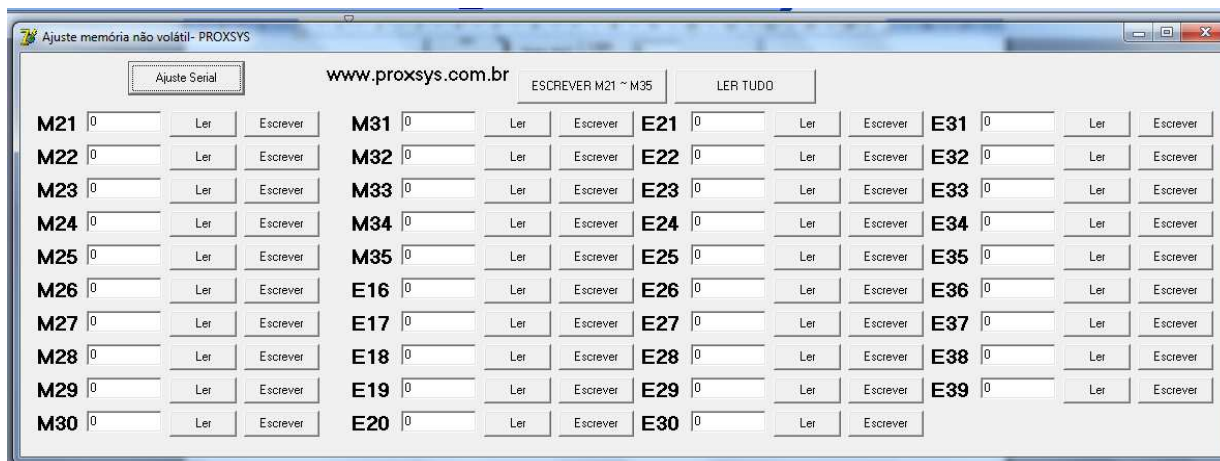 Ajuste memória não volátil- PROXSYS
Ajuste Serial www.proxsys.com.br ESCREVER M21 ~ M35 LER TUDO
M21 0 Ler Escrever M31 0 Ler Escrever E21 0 Ler Escrever E31 0 Ler Escrever
M22 0 Ler Escrever M32 0 Ler Escrever E22 0 Ler Escrever E32 0 Ler Escrever
M23 0 Ler Escrever M33 0 Ler Escrever E23 0 Ler Escrever E33 0 Ler Escrever
M24 0 Ler Escrever M34 0 Ler Escrever E24 0 Ler Escrever E34 0 Ler Escrever
M25 0 Ler Escrever M35 0 Ler Escrever E25 0 Ler Escrever E35 0 Ler Escrever
M26 0 Ler Escrever E16 0 Ler Escrever E26 0 Ler Escrever E36 0 Ler Escrever
M27 0 Ler Escrever E17 0 Ler Escrever E27 0 Ler Escrever E37 0 Ler Escrever
M28 0 Ler Escrever E18 0 Ler Escrever E28 0 Ler Escrever E38 0 Ler Escrever
M29 0 Ler Escrever E19 0 Ler Escrever E29 0 Ler Escrever E39 0 Ler Escrever
M30 0 Ler Escrever E20 0 Ler Escrever E30 0 Ler Escrever